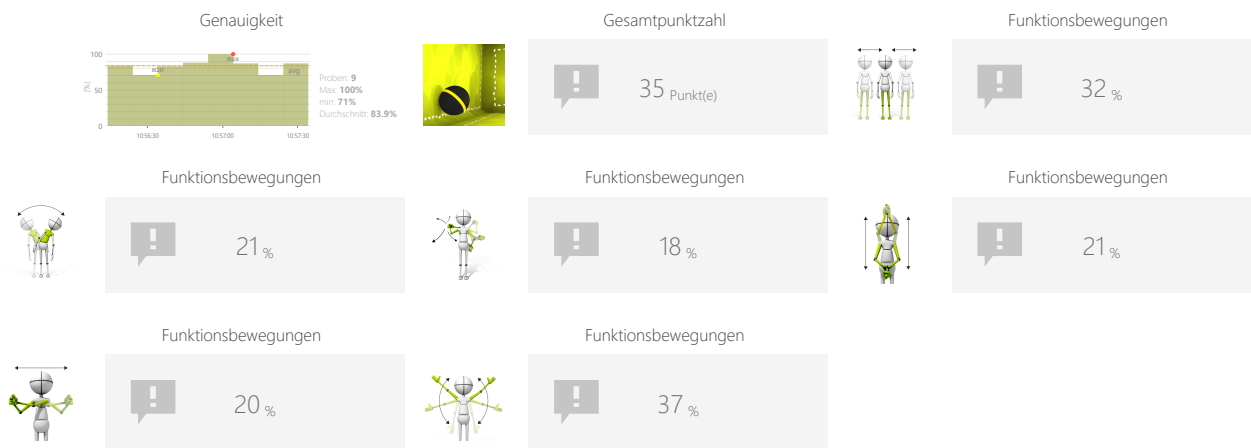 Genauigkeit
100
50
0
[%]
min
max
avg
10:56:30
10:57:00
10:57:30
Proben: 9
Max: 100%
min: 71%
Durchschnitt: 83.9%
Gesamtpunktzahl
35 Punkt(e)
Funktionsbewegungen
32 %
Funktionsbewegungen
21 %
Funktionsbewegungen
18 %
Funktionsbewegungen
21 %
Funktionsbewegungen
20 %
Funktionsbewegungen
37 %